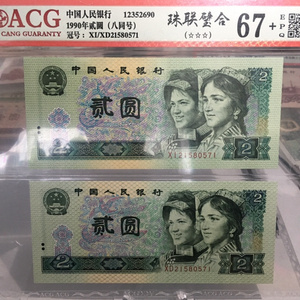 ACG
CANG GUARANTY
中国人民银行 12352690
1990年贰圆（八同号）
冠号：XI/XD21580571
珠联璧合
(☆☆☆)
67+
EPQ
中国人民银行
贰圆
2
2
XI21580571
中国人民银行
贰圆
2
2
XD21580571